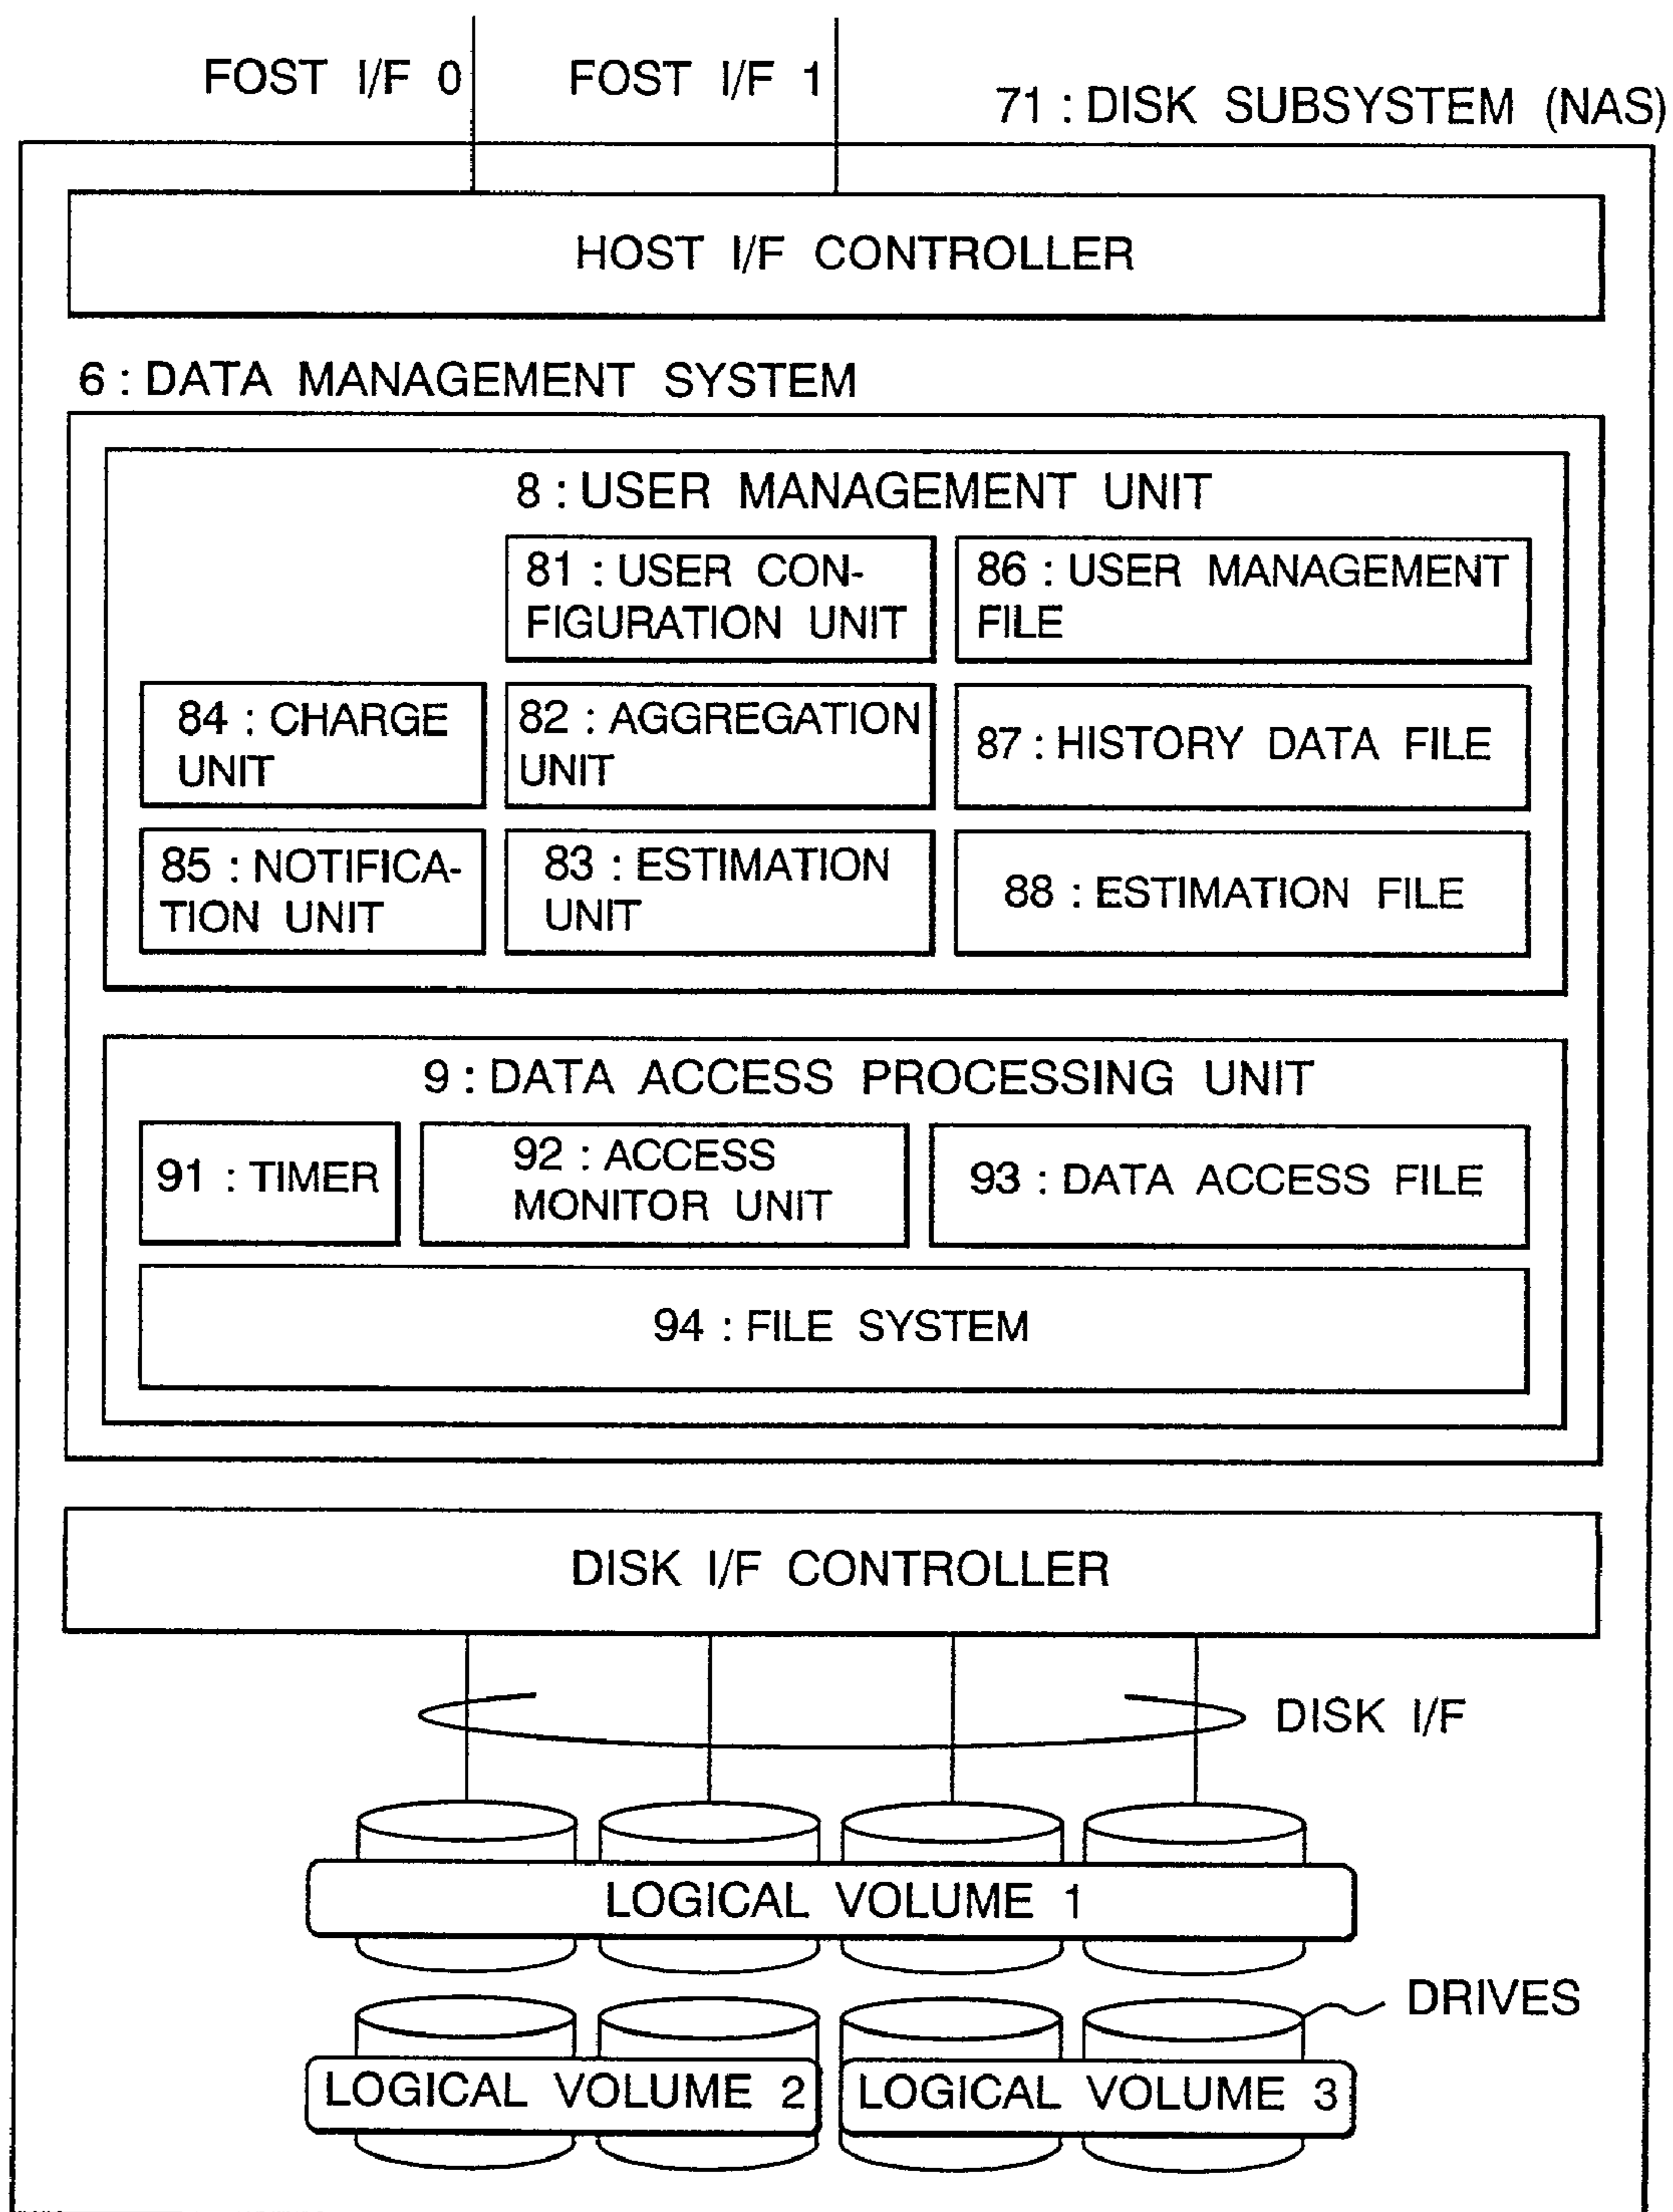 FOST I/F 0
FOST I/F 1
71 : DISK SUBSYSTEM (NAS)
HOST I/F CONTROLLER
6 : DATA MANAGEMENT SYSTEM
8 : USER MANAGEMENT UNIT
81 : USER CON-
FIGURATION UNIT
86 : USER MANAGEMENT
FILE
84 : CHARGE
UNIT
82 : AGGREGATION
UNIT
87 : HISTORY DATA FILE
85 : NOTIFICA-
TION UNIT
83 : ESTIMATION
UNIT
88 : ESTIMATION FILE
9 : DATA ACCESS PROCESSING UNIT
91 : TIMER
92 : ACCESS
MONITOR UNIT
93 : DATA ACCESS FILE
94 : FILE SYSTEM
DISK I/F CONTROLLER
DISK I/F
LOGICAL VOLUME 1
DRIVES
LOGICAL VOLUME 2
LOGICAL VOLUME 3